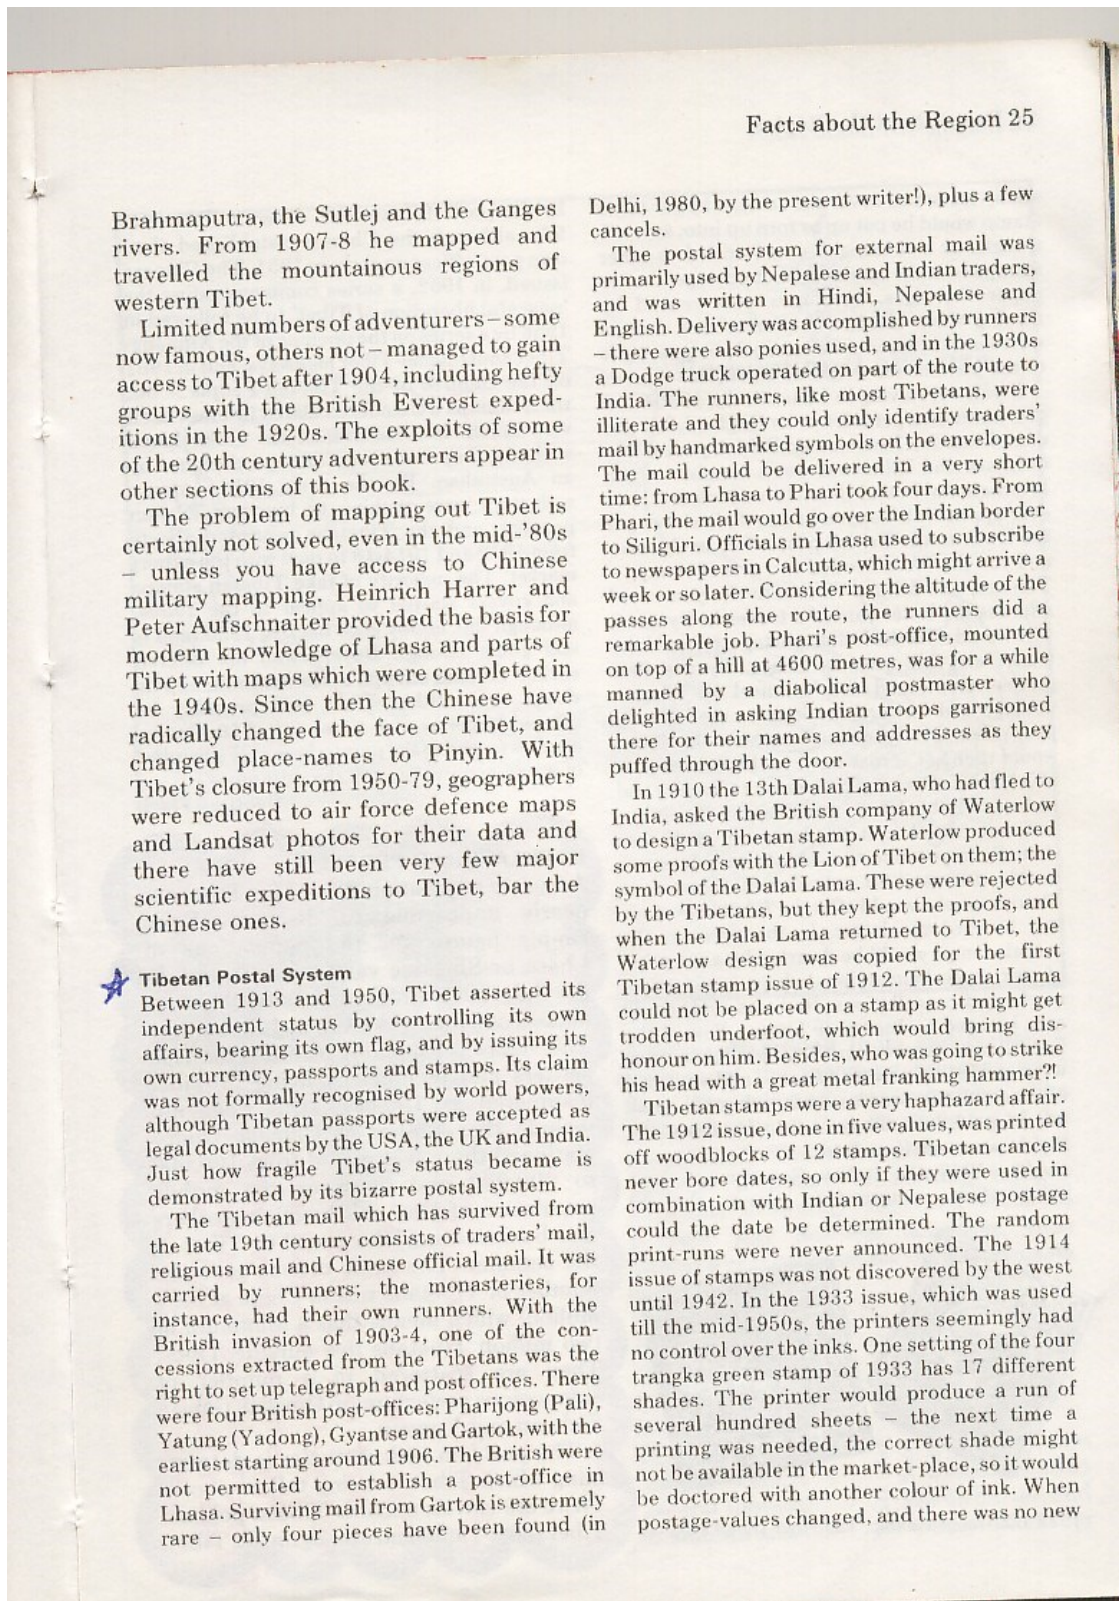 Facts about the Region 25
Brahmaputra, the Sutlej and the Ganges
rivers. From 1907-8 he mapped and
travelled the mountainous regions of
western Tibet.
Limited numbers of adventurers – some
now famous, others not – managed to gain
access to Tibet after 1904, including hefty
groups with the British Everest exped-
itions in the 1920s. The exploits of some
of the 20th century adventurers appear in
other sections of this book.
The problem of mapping out Tibet is
certainly not solved, even in the mid-'80s
– unless you have access to Chinese
military mapping. Heinrich Harrer and
Peter Aufschnaiter provided the basis for
modern knowledge of Lhasa and parts of
Tibet with maps which were completed in
the 1940s. Since then the Chinese have
radically changed the face of Tibet, and
changed place-names to Pinyin. With
Tibet's closure from 1950-79, geographers
were reduced to air force defence maps
and Landsat photos for their data and
there have still been very few major
scientific expeditions to Tibet, bar the
Chinese ones.
Tibetan Postal System
Between 1913 and 1950, Tibet asserted its
independent status by controlling its own
affairs, bearing its own flag, and by issuing its
own currency, passports and stamps. Its claim
was not formally recognised by world powers,
although Tibetan passports were accepted as
legal documents by the USA, the UK and India.
Just how fragile Tibet's status became is
demonstrated by its bizarre postal system.
The Tibetan mail which has survived from
the late 19th century consists of traders' mail,
religious mail and Chinese official mail. It was
carried by runners; the monasteries, for
instance, had their own runners. With the
British invasion of 1903-4, one of the con-
cessions extracted from the Tibetans was the
right to set up telegraph and post offices. There
were four British post-offices: Pharijong (Pali),
Yatung (Yadong), Gyantse and Gartok, with the
earliest starting around 1906. The British were
not permitted to establish a post-office in
Lhasa. Surviving mail from Gartok is extremely
rare – only four pieces have been found (in
Delhi, 1980, by the present writer!), plus a few
cancels.
The postal system for external mail was
primarily used by Nepalese and Indian traders,
and was written in Hindi, Nepalese and
English. Delivery was accomplished by runners
– there were also ponies used, and in the 1930s
a Dodge truck operated on part of the route to
India. The runners, like most Tibetans, were
illiterate and they could only identify traders'
mail by handmarked symbols on the envelopes.
The mail could be delivered in a very short
time: from Lhasa to Phari took four days. From
Phari, the mail would go over the Indian border
to Siliguri. Officials in Lhasa used to subscribe
to newspapers in Calcutta, which might arrive a
week or so later. Considering the altitude of the
passes along the route, the runners did a
remarkable job. Phari's post-office, mounted
on top of a hill at 4600 metres, was for a while
manned by a diabolical postmaster who
delighted in asking Indian troops garrisoned
there for their names and addresses as they
puffed through the door.
In 1910 the 13th Dalai Lama, who had fled to
India, asked the British company of Waterlow
to design a Tibetan stamp. Waterlow produced
some proofs with the Lion of Tibet on them; the
symbol of the Dalai Lama. These were rejected
by the Tibetans, but they kept the proofs, and
when the Dalai Lama returned to Tibet, the
Waterlow design was copied for the first
Tibetan stamp issue of 1912. The Dalai Lama
could not be placed on a stamp as it might get
trodden underfoot, which would bring dis-
honour on him. Besides, who was going to strike
his head with a great metal franking hammer?!
Tibetan stamps were a very haphazard affair.
The 1912 issue, done in five values, was printed
off woodblocks of 12 stamps. Tibetan cancels
never bore dates, so only if they were used in
combination with Indian or Nepalese postage
could the date be determined. The random
print-runs were never announced. The 1914
issue of stamps was not discovered by the west
until 1942. In the 1933 issue, which was used
till the mid-1950s, the printers seemingly had
no control over the inks. One setting of the four
trangka green stamp of 1933 has 17 different
shades. The printer would produce a run of
several hundred sheets – the next time a
printing was needed, the correct shade might
not be available in the market-place, so it would
be doctored with another colour of ink. When
postage-values changed, and there was no new